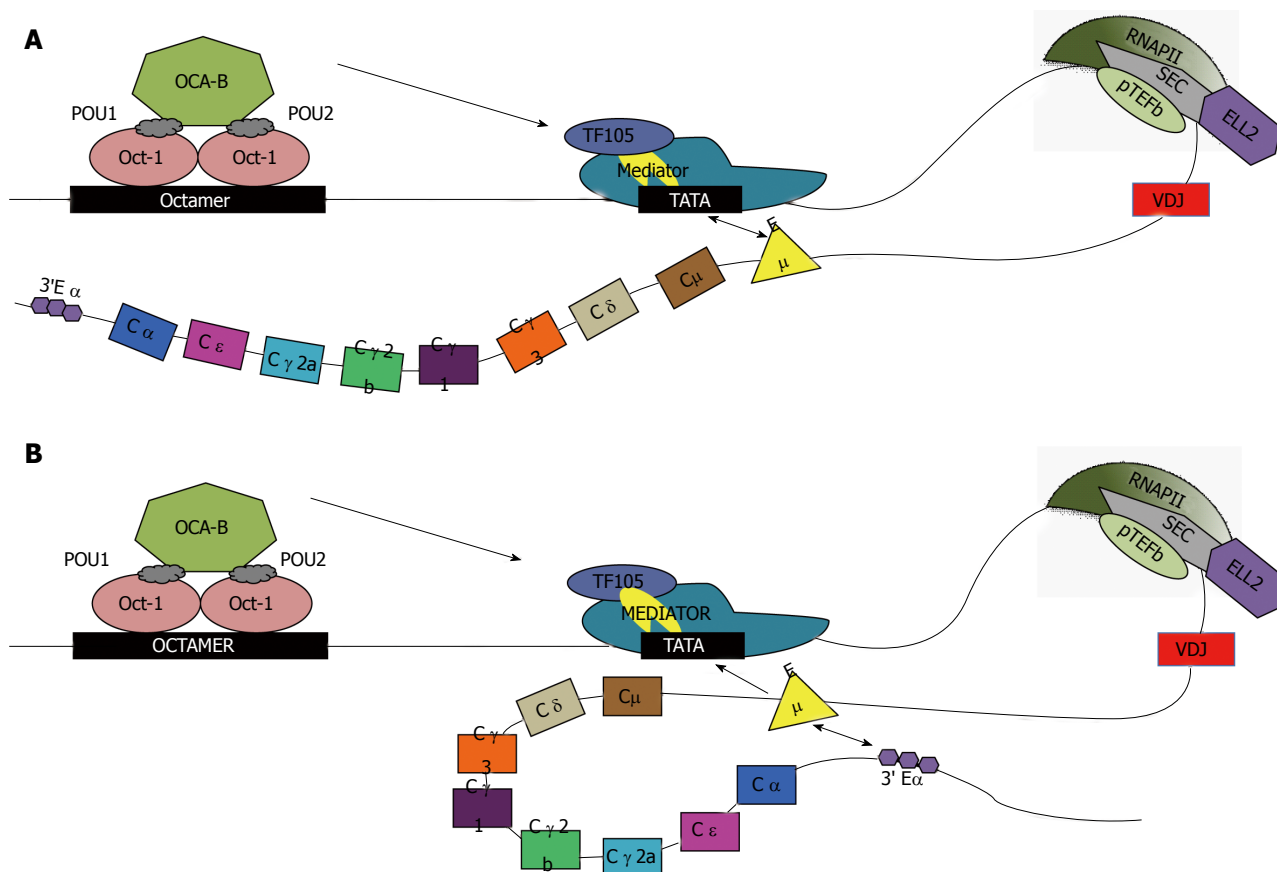 A
OCA-B
POU1
POU2
Oct-1
Oct-1
Octamer
TF105
Mediator
TATA
RNAPII
SEC
pTEFb
ELL2
VDJ
E
μ
Cμ
C δ
C γ
3
C γ
1
C γ 2
b
C γ 2a
C ε
C α
3'E α
B
OCA-B
POU1
POU2
Oct-1
Oct-1
OCTAMER
TF105
MEDIATOR
TATA
RNAPII
SEC
pTEFb
ELL2
VDJ
E
μ
Cμ
C δ
C γ
3
C γ
1
C γ 2
b
C γ 2a
C ε
C α
3' Eα